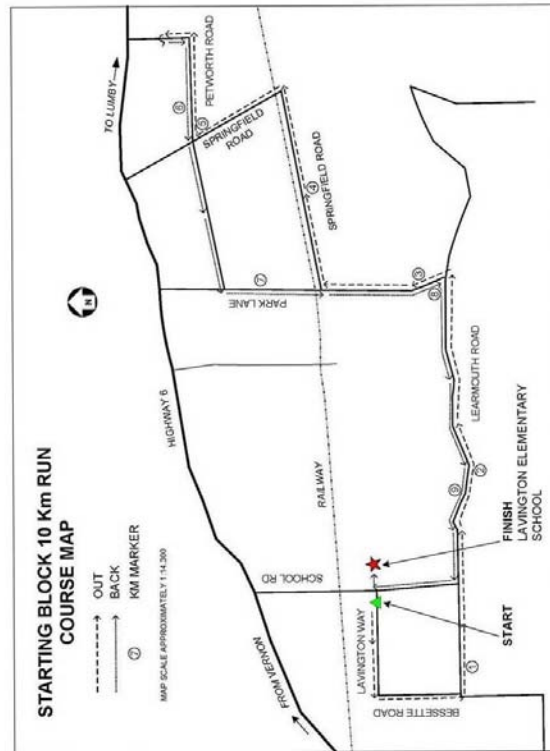 STARTING BLOCK 10 Km RUN
COURSE MAP
OUT
BACK
KM MARKER
MAP SCALE APPROXIMATELY 1:14,300
N
TO LUMBY
FROM VERNON
HIGHWAY 6
PETWORTH ROAD
SPRINGFIELD
ROAD
SPRINGFIELD ROAD
PARK LANE
RAILWAY
SCHOOL RD
LAVINGTON WAY
BESSETTE ROAD
LEARMOUTH ROAD
START
FINISH
LAVINGTON ELEMENTARY
SCHOOL
1
2
3
4
5
6
7
7
8
9